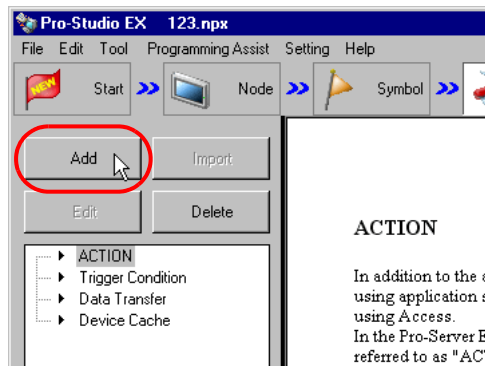 Pro-Studio EX 123.npx
File Edit Tool Programming Assist Setting Help
NEW Start Node Symbol
Add Import
Edit Delete
ACTION
Trigger Condition
Data Transfer
Device Cache
ACTION
In addition to the
using application
using Access.
In the Pro-Server
referred to as "AC